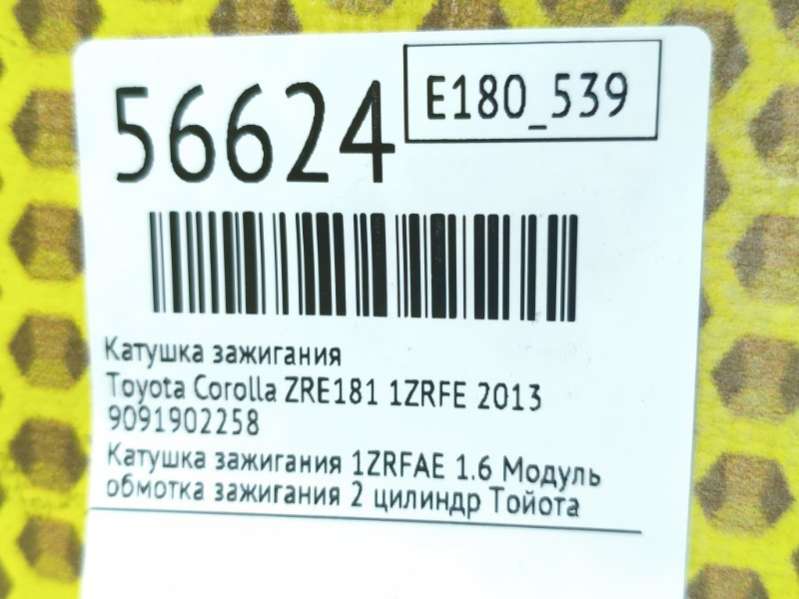 56624
E180_539
Катушка зажигания
Toyota Corolla ZRE181 1ZRFE 2013
9091902258
Катушка зажигания 1ZRFAE 1.6 Модуль
обмотка зажигания 2 цилиндр Тойота